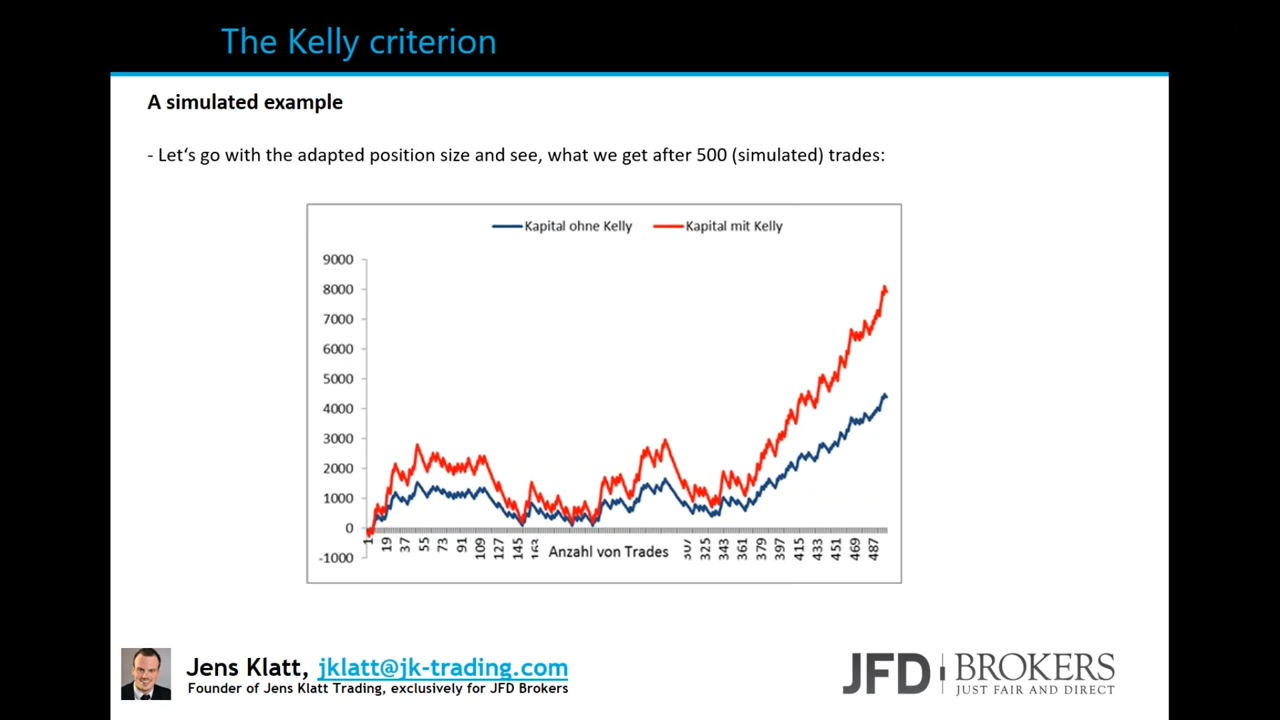 The Kelly criterion
A simulated example
- Let‘s go with the adapted position size and see, what we get after 500 (simulated) trades:
Kapital ohne Kelly Kapital mit Kelly
9000
8000
7000
6000
5000
4000
3000
2000
1000
0
-1000
1 19 37 55 73 91 109 127 145 163 Anzahl von Trades 307 325 343 361 379 397 415 433 451 469 487
Jens Klatt, jklatt@jk-trading.com
Founder of Jens Klatt Trading, exclusively for JFD Brokers
JFD BROKERS
JUST FAIR AND DIRECT